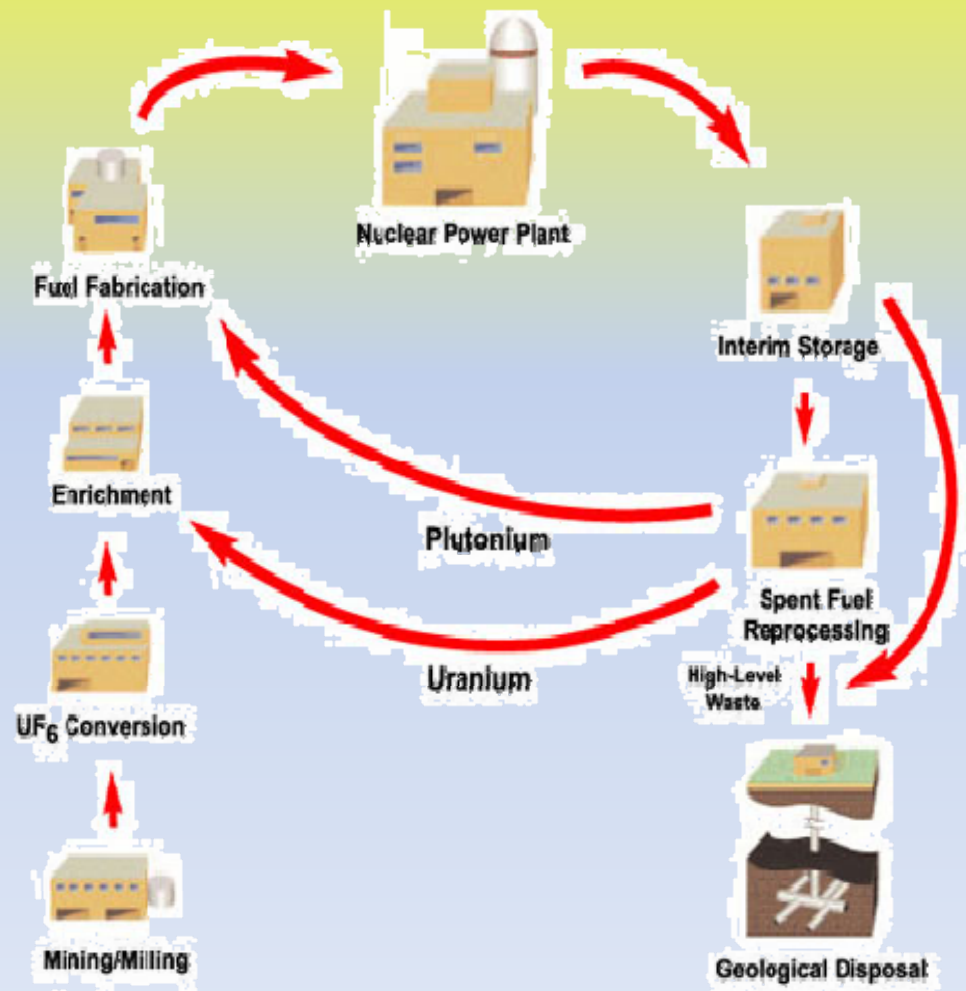 Nuclear Power Plant
Fuel Fabrication
Interim Storage
Enrichment
Plutonium
Spent Fuel
Reprocessing
Uranium
High-Level
Waste
UF₆ Conversion
Mining/Milling
Geological Disposal